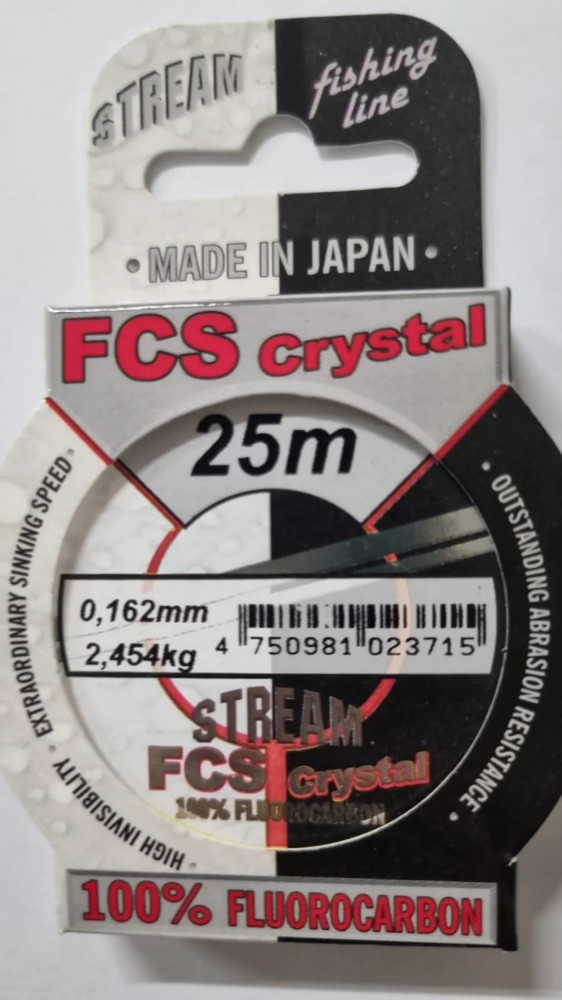 STREAM
fishing
line
• MADE IN JAPAN •
FCS crystal
25m
• HIGH INVISIBILITY • EXTRAORDINARY SINKING SPEED •
• OUTSTANDING ABRASION RESISTANCE •
0,162mm
2,454kg
4 750981 023715
STREAM
FCS crystal
100% FLUOROCARBON
100% FLUOROCARBON